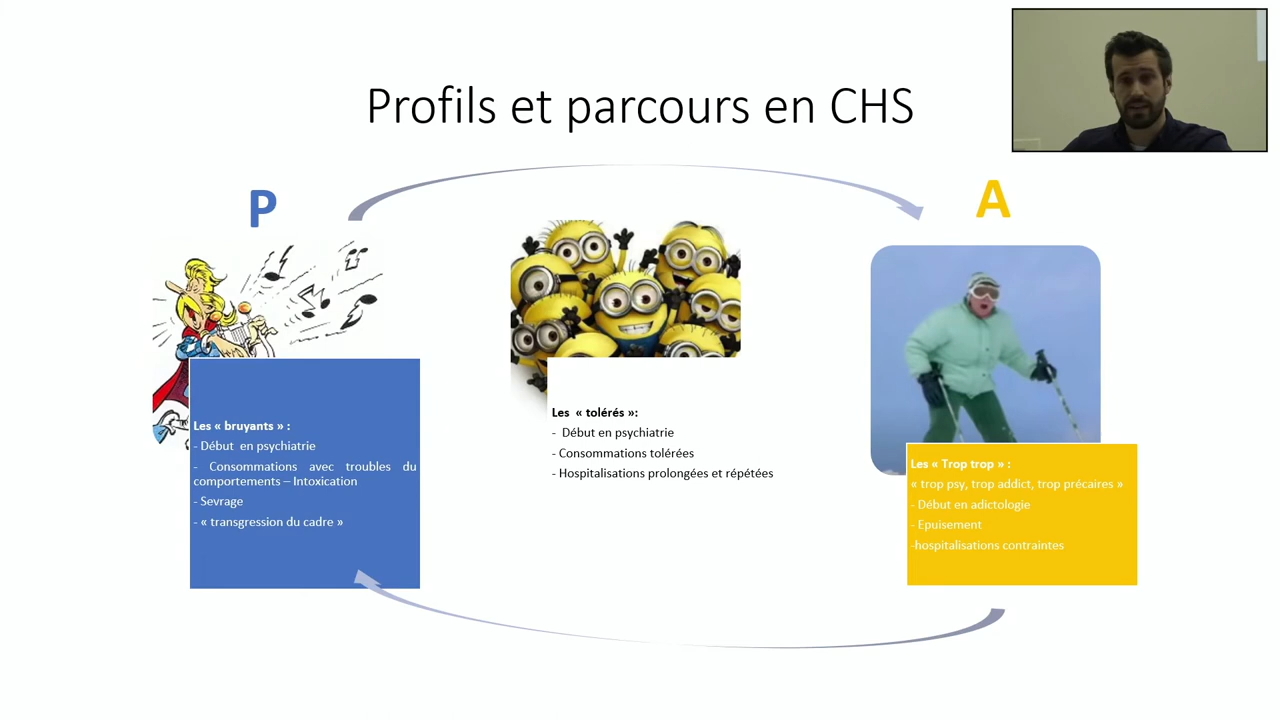 Profils et parcours en CHS
P
A
Les « bruyants » :
- Début  en psychiatrie
- Consommations avec troubles du
comportements – Intoxication
- Sevrage
- « transgression du cadre »
Les  « tolérés »:
-  Début en psychiatrie
- Consommations tolérées
- Hospitalisations prolongées et répétées
Les « Trop trop » :
« trop psy, trop addict, trop précaires »
- Début en adictologie
- Epuisement
-hospitalisations contraintes